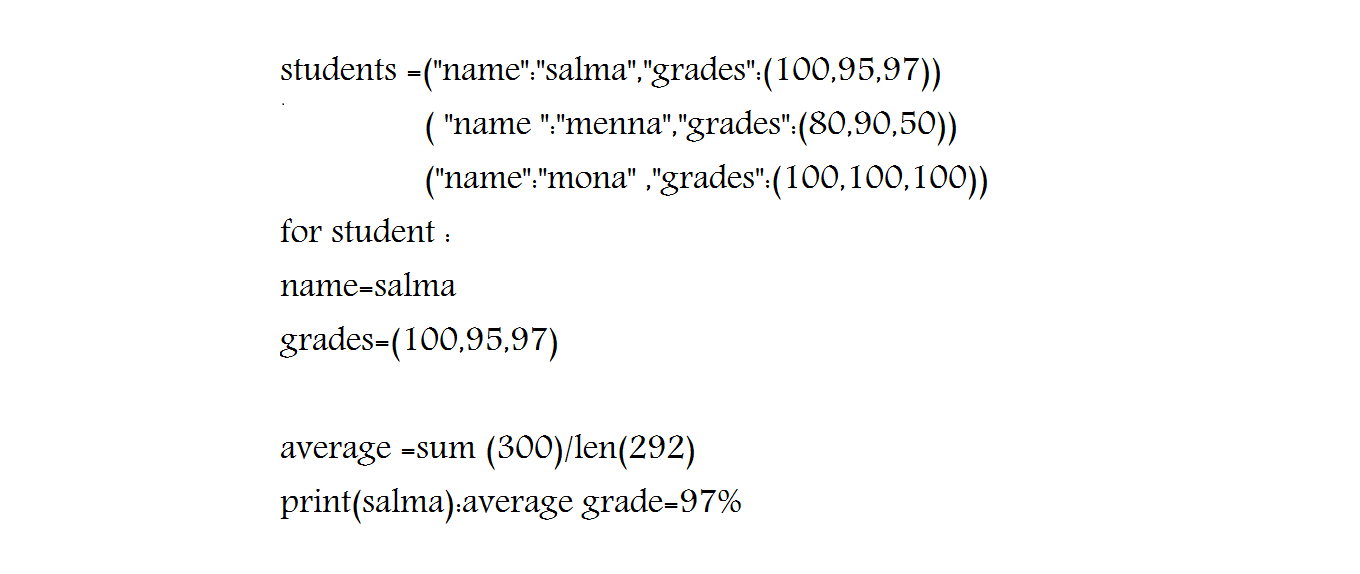 students =("name":"salma","grades":(100,95,97))
( "name ":"menna","grades":(80,90,50))
("name":"mona" ,"grades":(100,100,100))
for student :
name=salma
grades=(100,95,97)
average =sum (300)/len(292)
print(salma):average grade=97%